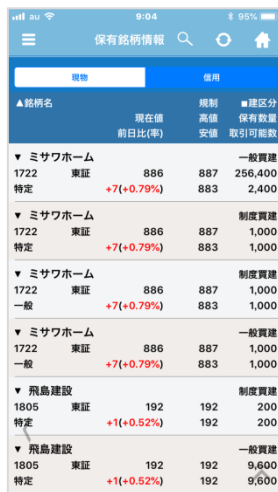 au 9:04 95%
保有銘柄情報
現物 信用
▲銘柄名 規制 ■建区分
現在値 高値 保有数量
前日比(率) 安値 取引可能数
▼ ミサワホーム 一般買建
1722 東証 886 887 256,400
特定 +7(+0.79%) 883 2,400
▼ ミサワホーム 制度買建
1722 東証 886 887 1,000
特定 +7(+0.79%) 883 1,000
▼ ミサワホーム 制度買建
1722 東証 886 887 1,000
一般 +7(+0.79%) 883 1,000
▼ ミサワホーム 一般買建
1722 東証 886 887 1,000
一般 +7(+0.79%) 883 1,000
▼ 飛島建設 制度買建
1805 東証 192 192 200
特定 +1(+0.52%) 192 200
▼ 飛島建設 一般買建
1805 東証 192 192 9,600
特定 +1(+0.52%) 192 9,600